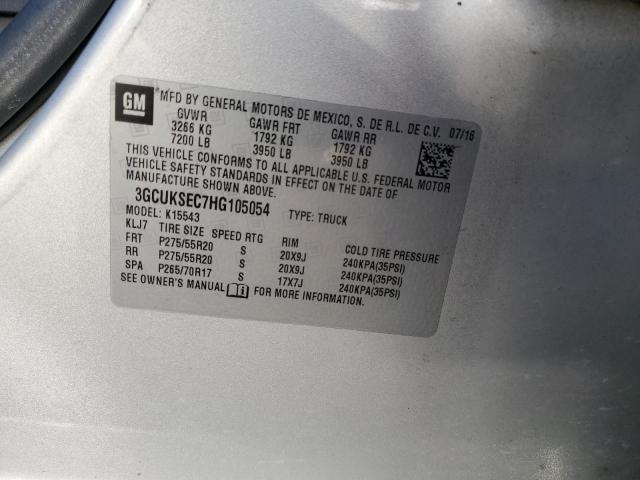 GM
®MFD BY GENERAL MOTORS DE MEXICO, S. DE R.L. DE C.V. 07/16
GVWR GAWR FRT GAWR RR
3266 KG 1792 KG 1792 KG
7200 LB 3950 LB 3950 LB
THIS VEHICLE CONFORMS TO ALL APPLICABLE U.S. FEDERAL MOTOR
VEHICLE SAFETY STANDARDS IN EFFECT ON THE DATE OF
MANUFACTURE SHOWN ABOVE.
3GCUKSEC7HG105054 TYPE: TRUCK
MODEL: K15543
KLJ7 TIRE SIZE SPEED RTG RIM COLD TIRE PRESSURE
FRT P275/55R20 S 20X9J 240KPA(35PSI)
RR P275/55R20 S 20X9J 240KPA(35PSI)
SPA P265/70R17 S 17X7J 240KPA(35PSI)
SEE OWNER'S MANUAL FOR MORE INFORMATION.